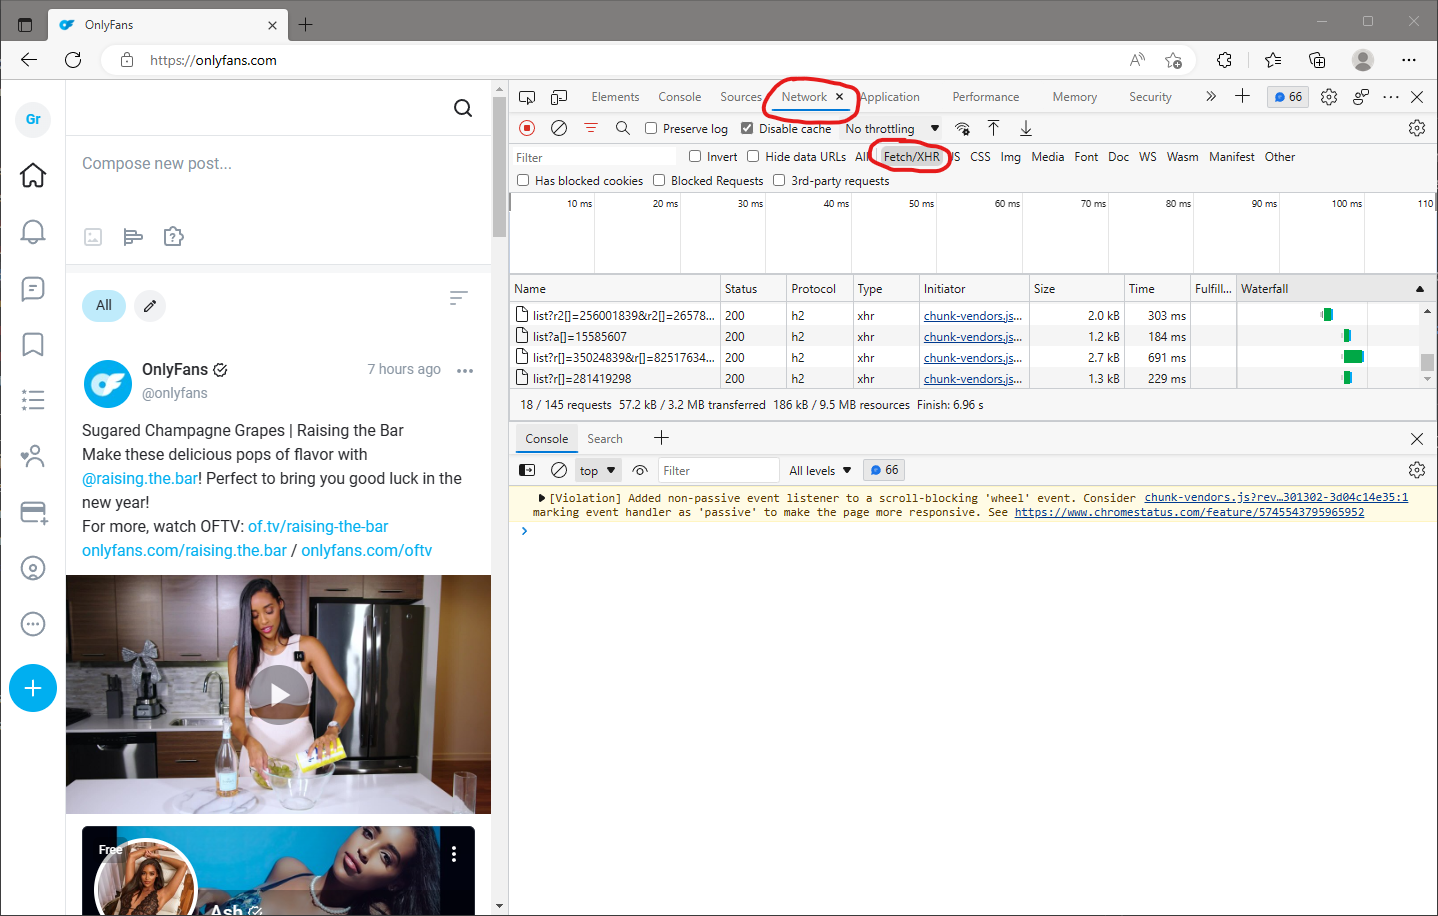 OnlyFans
https://onlyfans.com
Gr
Compose new post...
All
OnlyFans
@onlyfans
7 hours ago
Sugared Champagne Grapes | Raising the Bar
Make these delicious pops of flavor with
@raising.the.bar! Perfect to bring you good luck in the
new year!
For more, watch OFTV: of.tv/raising-the-bar
onlyfans.com/raising.the.bar / onlyfans.com/oftv
Free
Ash
Elements Console Sources Network Application Performance Memory Security 66
Preserve log Disable cache No throttling
Filter Invert Hide data URLs All Fetch/XHR JS CSS Img Media Font Doc WS Wasm Manifest Other
Has blocked cookies Blocked Requests 3rd-party requests
10 ms 20 ms 30 ms 40 ms 50 ms 60 ms 70 ms 80 ms 90 ms 100 ms 110
Name Status Protocol Type Initiator Size Time Fulfill... Waterfall
list?r2[]=256001839&r2[]=26578... 200 h2 xhr chunk-vendors.js... 2.0 kB 303 ms
list?a[]=15585607 200 h2 xhr chunk-vendors.js... 1.2 kB 184 ms
list?r[]=35024839&r[]=82517634... 200 h2 xhr chunk-vendors.js... 2.7 kB 691 ms
list?r[]=281419298 200 h2 xhr chunk-vendors.js... 1.3 kB 229 ms
18 / 145 requests 57.2 kB / 3.2 MB transferred 186 kB / 9.5 MB resources Finish: 6.96 s
Console Search
top Filter All levels 66
[Violation] Added non-passive event listener to a scroll-blocking 'wheel' event. Consider chunk-vendors.js?rev…301302-3d04c14e35:1
marking event handler as 'passive' to make the page more responsive. See https://www.chromestatus.com/feature/5745543795965952